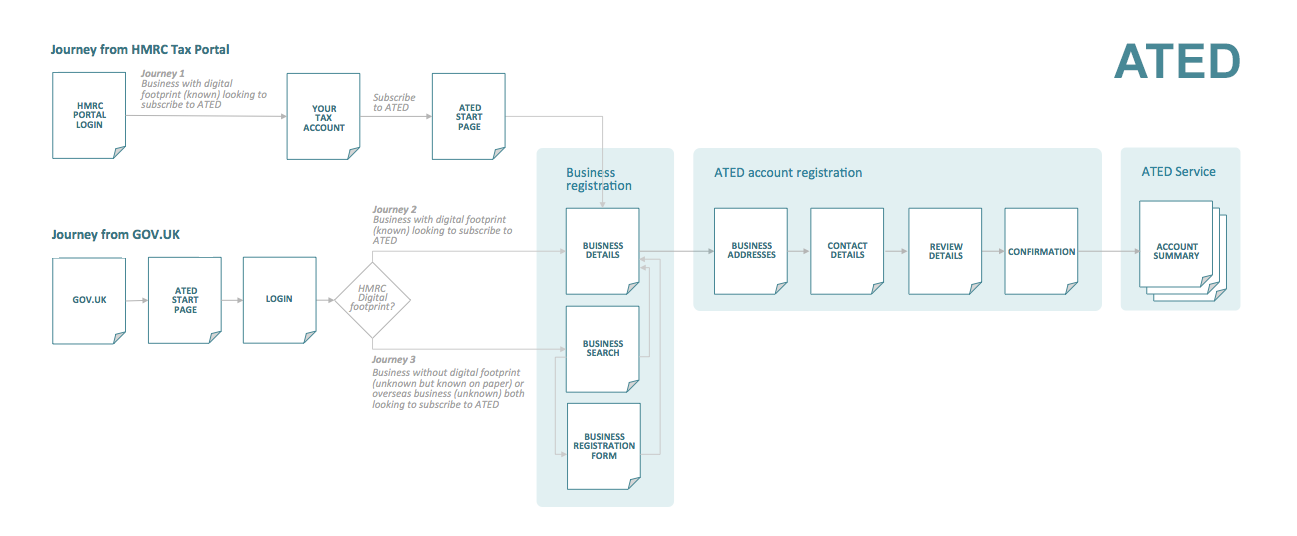 Journey from HMRC Tax Portal
ATED
HMRC
PORTAL
LOGIN
Journey 1
Business with digital
footprint (known) looking to
subscribe to ATED
YOUR
TAX
ACCOUNT
Subscribe
to ATED
ATED
START
PAGE
Journey from GOV.UK
GOV.UK
ATED
START
PAGE
LOGIN
HMRC
Digital
footprint?
Journey 2
Business with digital footprint
(known) looking to subscribe to
ATED
Journey 3
Business without digital footprint
(unknown but known on paper) or
overseas business (unknown) both
looking to subscribe to ATED
Business
registration
BUISNESS
DETAILS
BUSINESS
SEARCH
BUSINESS
REGISTRATION
FORM
ATED account registration
BUSINESS
ADDRESSES
CONTACT
DETAILS
REVIEW
DETAILS
CONFIRMATION
ATED Service
ACCOUNT
SUMMARY